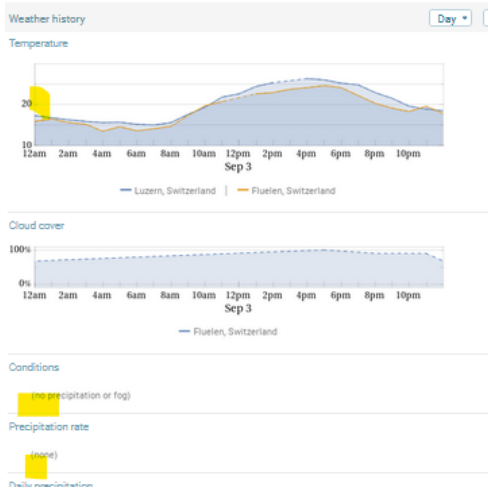 Weather history Day
Temperature
20
10
12am 2am 4am 6am 8am 10am 12pm 2pm 4pm 6pm 8pm 10pm
Sep 3
Luzern, Switzerland | Fluelen, Switzerland
Cloud cover
100%
0%
12am 2am 4am 6am 8am 10am 12pm 2pm 4pm 6pm 8pm 10pm
Sep 3
Fluelen, Switzerland
Conditions
(no precipitation or fog)
Precipitation rate
(none)
Daily precipitation